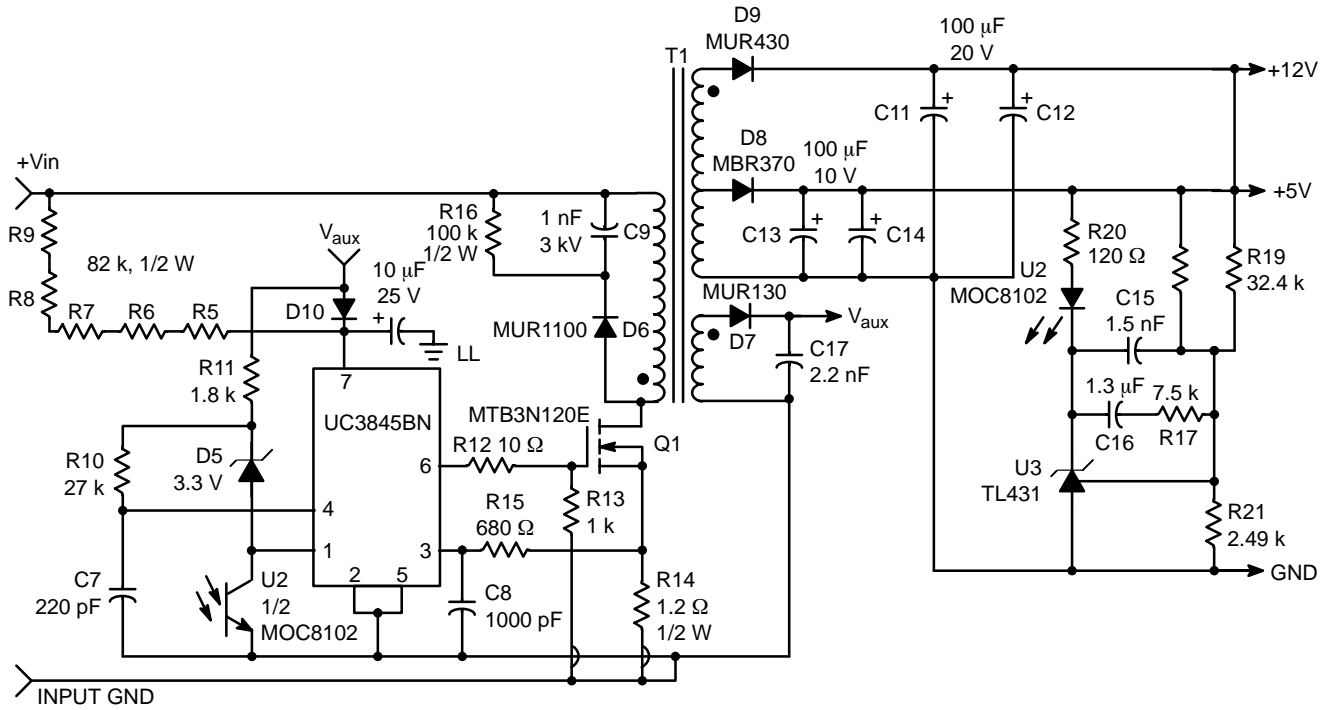 D9
MUR430
100 μF
20 V
T1
+12V
C11
+
+
C12
D8
MBR370
100 μF
10 V
+Vin
+5V
R16
100 k
1/2 W
1 nF
3 kV
C9
C13
+
+
C14
R20
120 Ω
R19
32.4 k
R9
Vaux
82 k, 1/2 W
10 μF
25 V
U2
MOC8102
R8
R7
R6
R5
D10
+
LL
MUR1100
D6
MUR130
D7
Vaux
C15
1.5 nF
C17
2.2 nF
R11
1.8 k
7
UC3845BN
MTB3N120E
1.3 μF
7.5 k
C16
R17
R10
27 k
D5
3.3 V
6
R12 10 Ω
Q1
U3
TL431
R13
1 k
4
R15
680 Ω
R21
2.49 k
1
3
C7
220 pF
U2
1/2
MOC8102
2
5
C8
1000 pF
R14
1.2 Ω
1/2 W
GND
INPUT GND